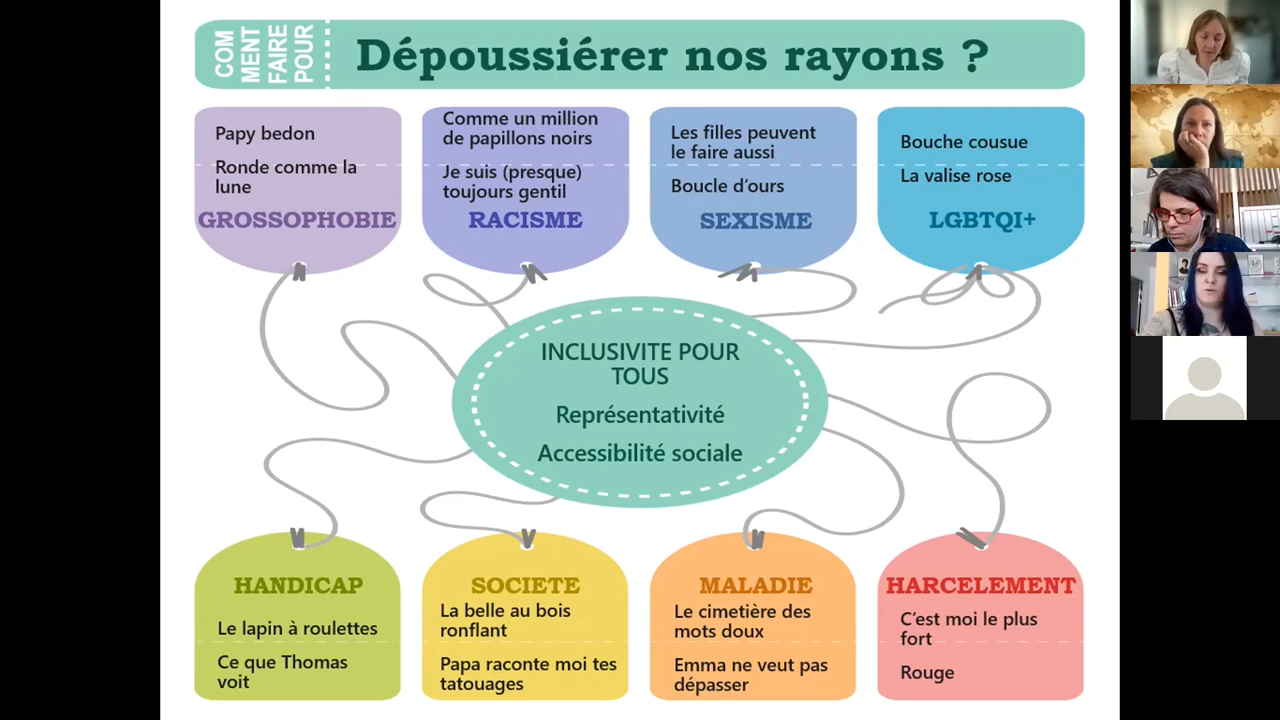 COM
MENT
FAIRE
POUR
Dépoussiérer nos rayons ?
Papy bedon
Ronde comme la
lune
GROSSOPHOBIE
Comme un million
de papillons noirs
Je suis (presque)
toujours gentil
RACISME
Les filles peuvent
le faire aussi
Boucle d’ours
SEXISME
Bouche cousue
La valise rose
LGBTQI+
INCLUSIVITE POUR
TOUS
Représentativité
Accessibilité sociale
HANDICAP
Le lapin à roulettes
Ce que Thomas
voit
SOCIETE
La belle au bois
ronflant
Papa raconte moi tes
tatouages
MALADIE
Le cimetière des
mots doux
Emma ne veut pas
dépasser
HARCELEMENT
C’est moi le plus
fort
Rouge